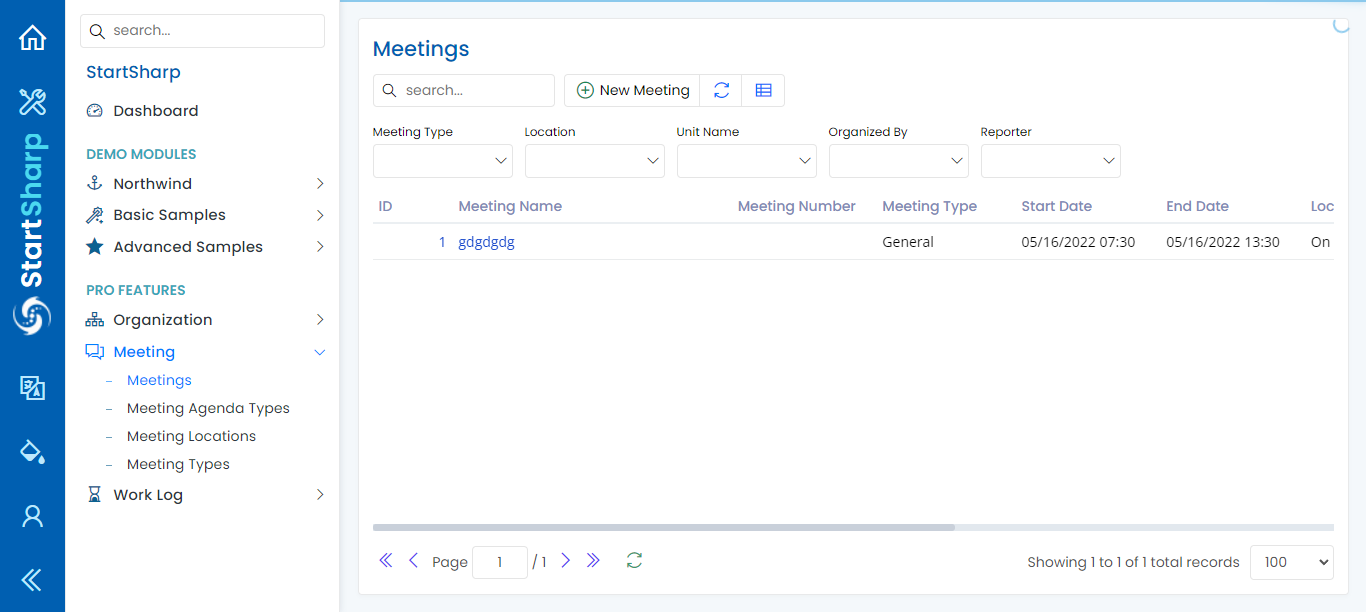 StartSharp
search...
StartSharp
Dashboard
DEMO MODULES
Northwind
Basic Samples
Advanced Samples
PRO FEATURES
Organization
Meeting
Meetings
Meeting Agenda Types
Meeting Locations
Meeting Types
Work Log
Meetings
search...
New Meeting
Meeting Type Location Unit Name Organized By Reporter
ID Meeting Name Meeting Number Meeting Type Start Date End Date Loc
1 gdgdgdg General 05/16/2022 07:30 05/16/2022 13:30 On
Page 1 / 1 Showing 1 to 1 of 1 total records 100